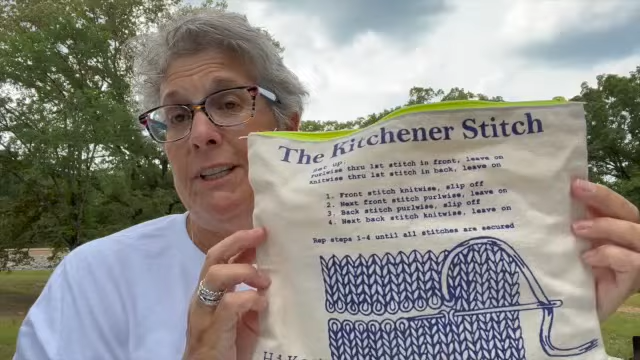 The Kitchener Stitch
Set up:
Purlwise thru 1st stitch in front, leave on
Knitwise thru 1st stitch in back, leave on
1. Front stitch knitwise, slip off
2. Next front stitch purlwise, leave on
3. Back stitch purlwise, slip off
4. Next back stitch knitwise, leave on
Rep steps 1-4 until all stitches are secured